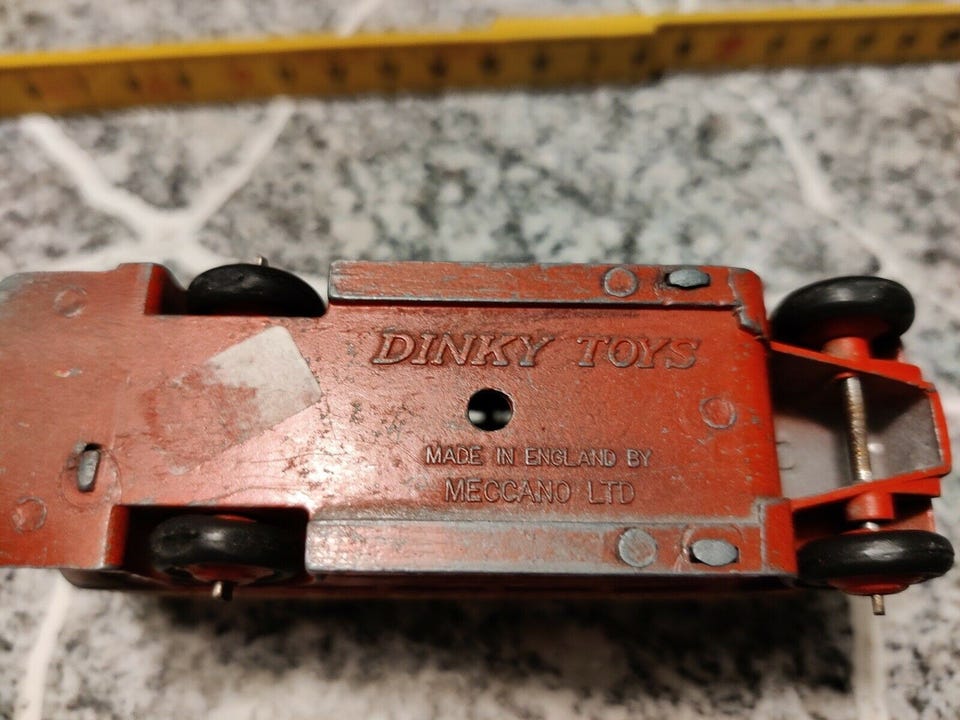 DINKY TOYS
MADE IN ENGLAND BY
MECCANO LTD